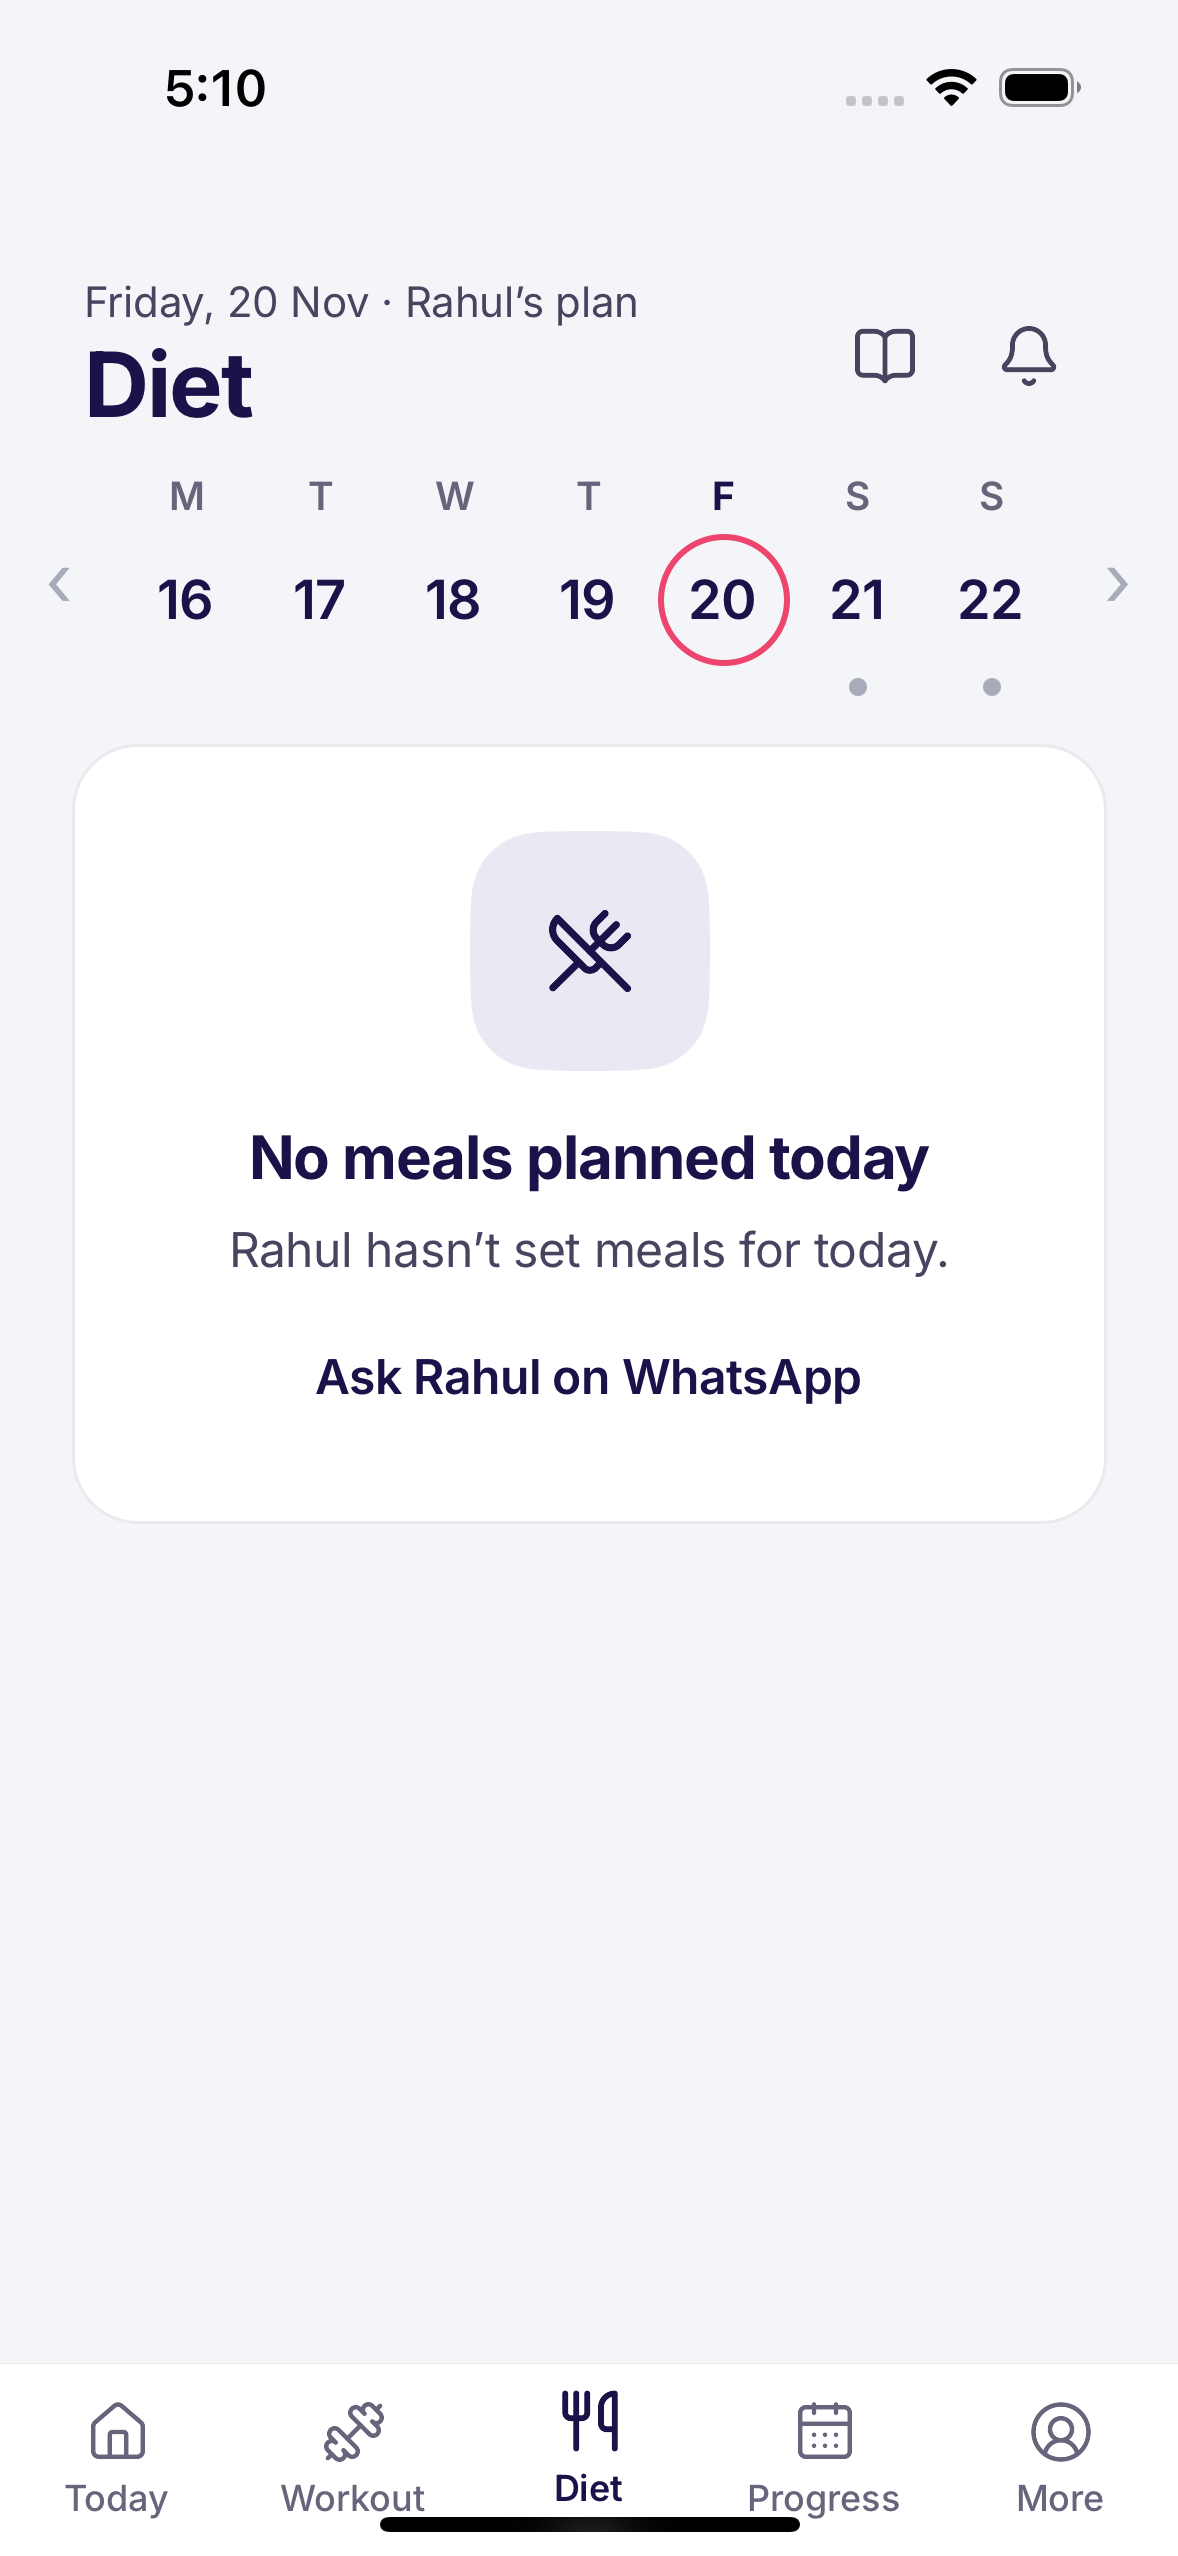 5:10
Friday, 20 Nov · Rahul’s plan
Diet
M T W T F S S
16 17 18 19 20 21 22
No meals planned today
Rahul hasn’t set meals for today.
Ask Rahul on WhatsApp
Today Workout Diet Progress More